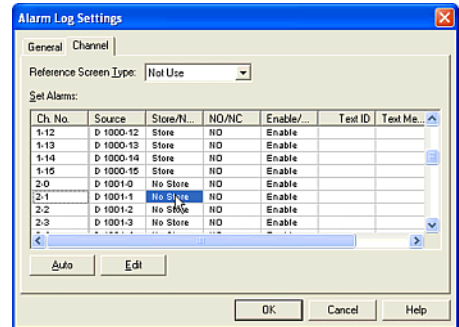 Alarm Log Settings
General Channel
Reference Screen Type: Not Use
Set Alarms:
Ch. No. Source Store/N... NO/NC Enable/... Text ID Text Me...
1-12 D 1000-12 Store NO Enable
1-13 D 1000-13 Store NO Enable
1-14 D 1000-14 Store NO Enable
1-15 D 1000-15 Store NO Enable
2-0 D 1001-0 No Store NO Enable
2-1 D 1001-1 No Store NO Enable
2-2 D 1001-2 No Store NO Enable
2-3 D 1001-3 No Store NO Enable
Auto Edit
OK Cancel Help